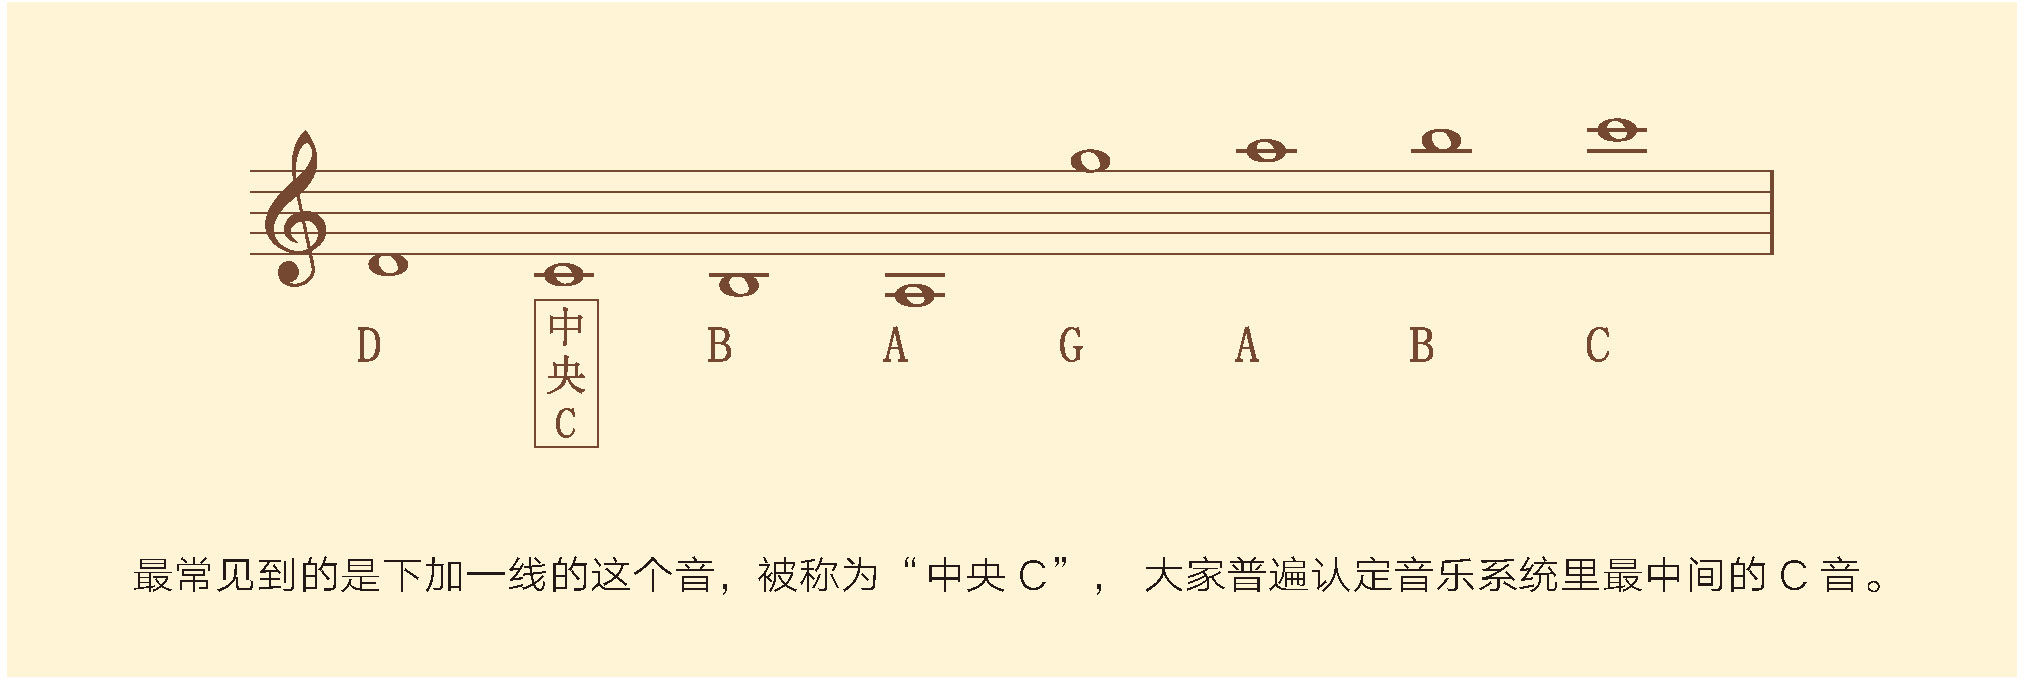 D 中央C B A G A B C
最常见到的是下加一线的这个音，被称为“中央 C”， 大家普遍认定音乐系统里最中间的 C 音。